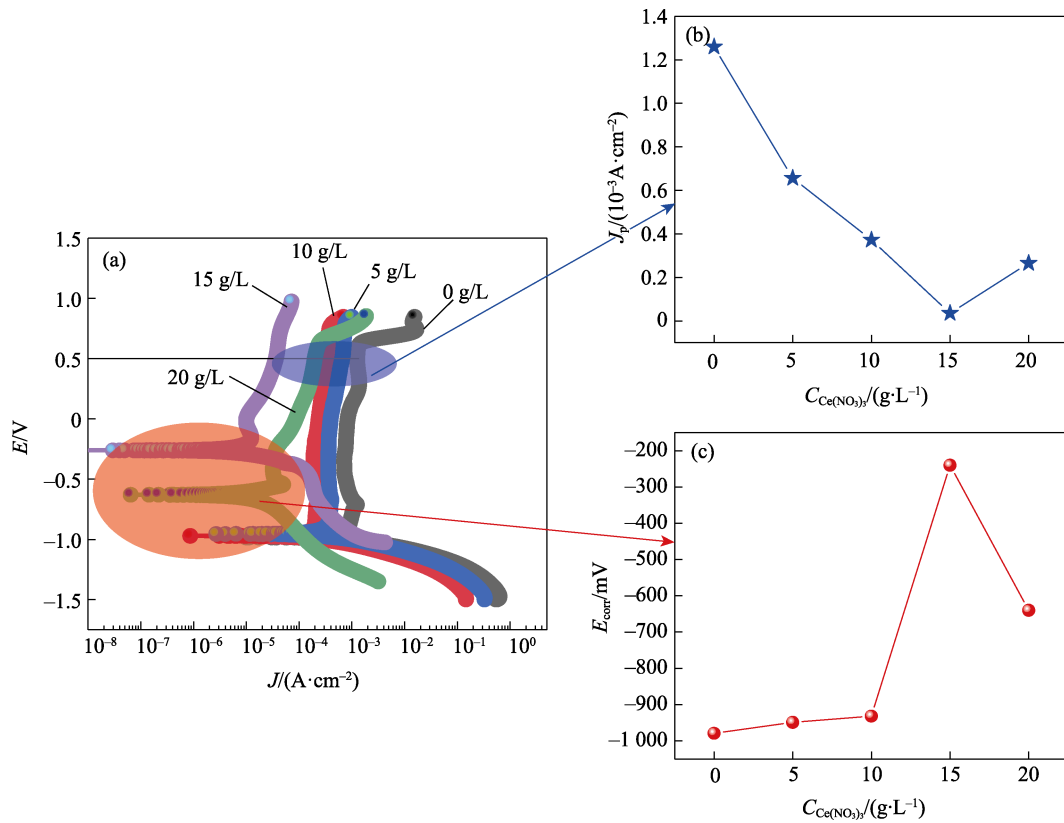 (a)
1.5
1.0
0.5
0
–0.5
–1.0
–1.5
E/V
15 g/L
10 g/L
5 g/L
0 g/L
20 g/L
10⁻⁸ 10⁻⁷ 10⁻⁶ 10⁻⁵ 10⁻⁴ 10⁻³ 10⁻² 10⁻¹ 10⁰
J/(A·cm⁻²)
(b)
1.4
1.2
1.0
0.8
0.6
0.4
0.2
0
Jₚ/(10⁻³A·cm⁻²)
0 5 10 15 20
C_Ce(NO₃)₃/(g·L⁻¹)
(c)
–200
–300
–400
–500
–600
–700
–800
–900
–1 000
E_corr/mV
0 5 10 15 20
C_Ce(NO₃)₃/(g·L⁻¹)